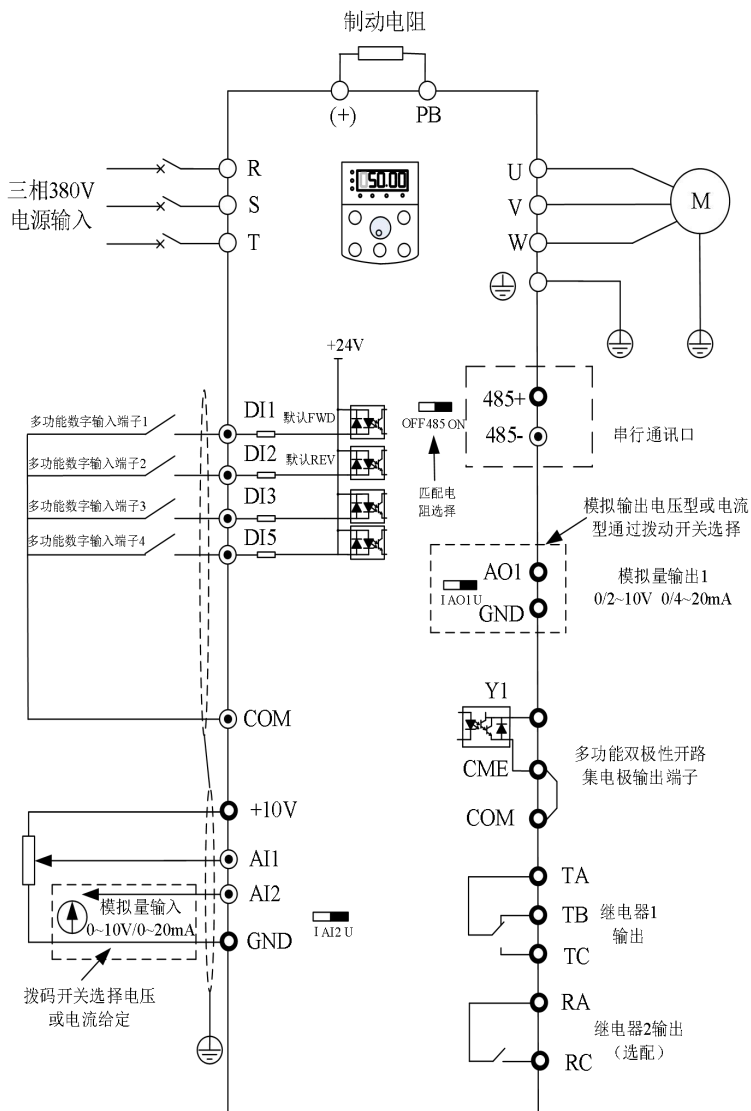 制动电阻
(+)
PB
R
S
T
三相380V
电源输入
50.00
U
V
W
M
+24V
多功能数字输入端子1
DI1
默认FWD
多功能数字输入端子2
DI2
默认REV
多功能数字输入端子3
DI3
多功能数字输入端子4
DI5
OFF 485 ON
匹配电
阻选择
485+
485-
串行通讯口
模拟输出电压型或电流
型通过拨动开关选择
AO1
I AO1 U
GND
模拟量输出1
0/2~10V 0/4~20mA
COM
Y1
CME
COM
多功能双极性开路
集电极输出端子
+10V
AI1
AI2
模拟量输入
0~10V/0~20mA
I AI2 U
GND
拨码开关选择电压
或电流给定
TA
TB
TC
继电器1
输出
RA
RC
继电器2输出
（选配）